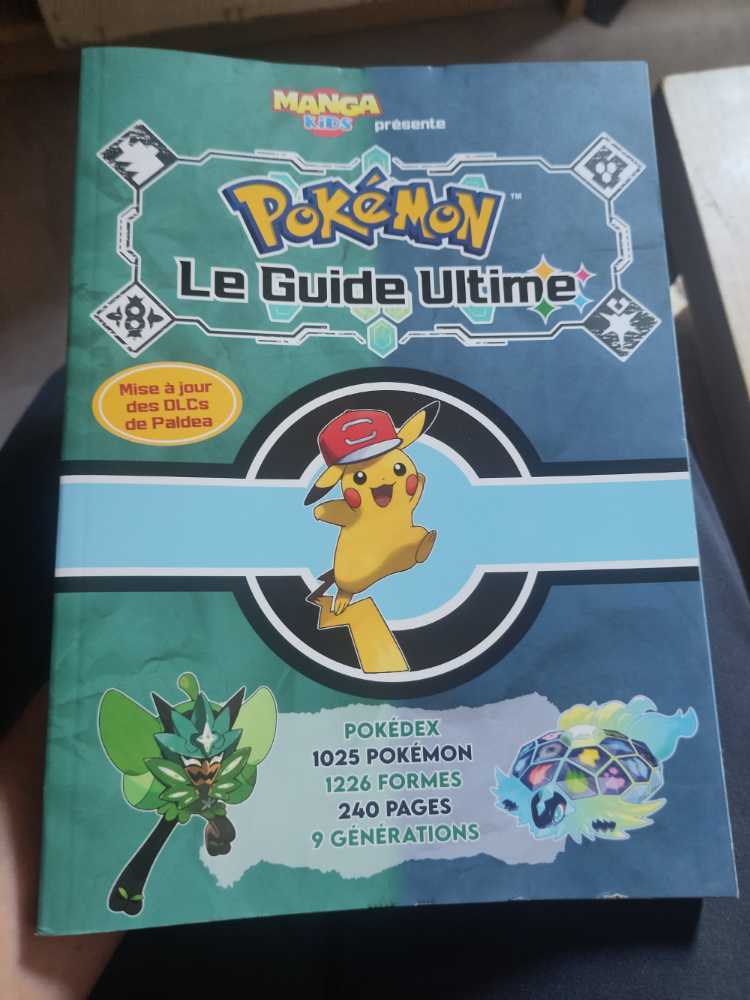 MANGA
KiDS présente
POKéMON™
Le Guide Ultime
Mise à jour
des DLCs
de Paldea
POKÉDEX
1025 POKÉMON
1226 FORMES
240 PAGES
9 GÉNÉRATIONS